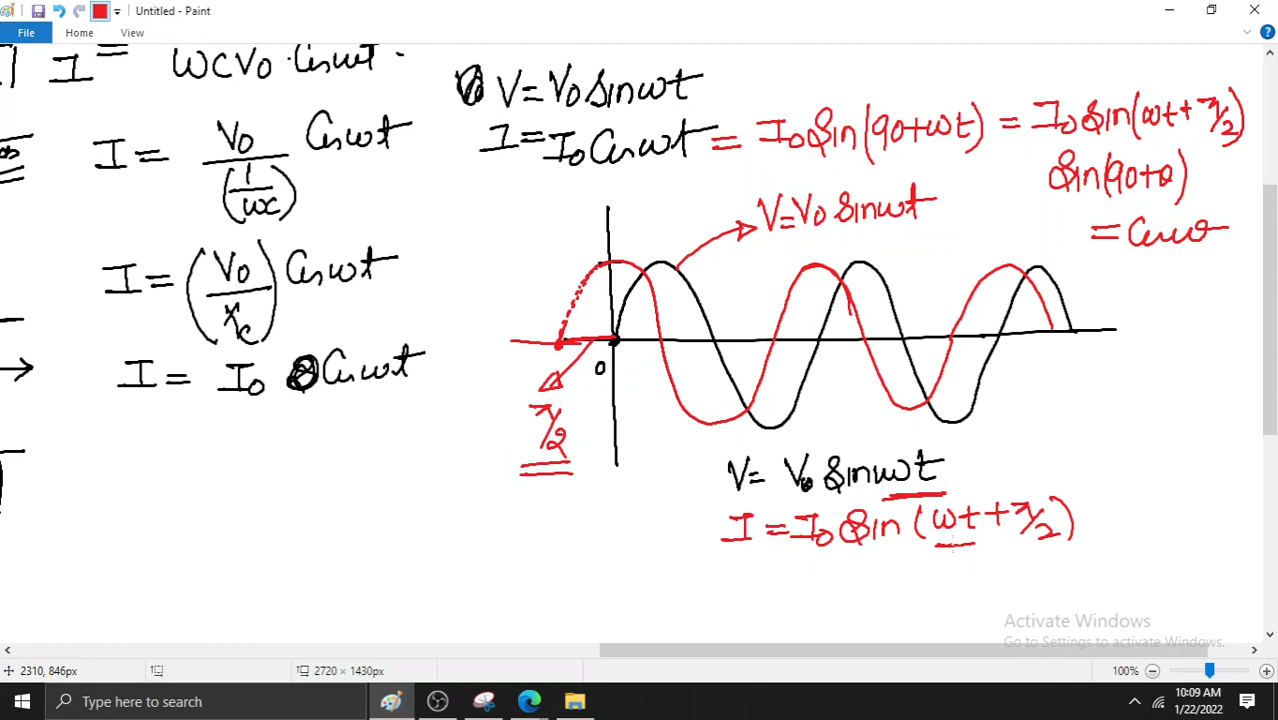 Untitled - Paint
File Home View
I = ωCV₀ · Cosωt .
I = V₀ / (1/ωC) Cosωt
I = (V₀/X_C) Cosωt
I = I₀ Cosωt
V = V₀ Sinωt
I = I₀ Cosωt = I₀ Sin(90+ωt) = I₀ Sin(ωt + π/2)
Sin(90+θ)
= Cosθ
V = V₀ Sinωt
0
π/2
V = V₀ Sinωt
I = I₀ Sin(ωt + π/2)
Activate Windows
Go to Settings to activate Windows.
2310, 846px
2720 × 1430px
100%
Type here to search
10:09 AM
1/22/2022